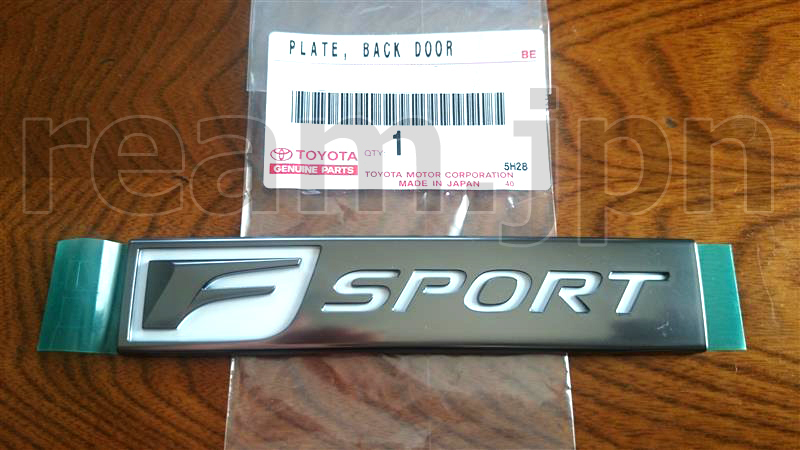 PLATE, BACK DOOR
BE
TOYOTA
GENUINE PARTS
QTY.
1
5H28
TOYOTA MOTOR CORPORATION
MADE IN JAPAN
40
ream.jpn
F SPORT